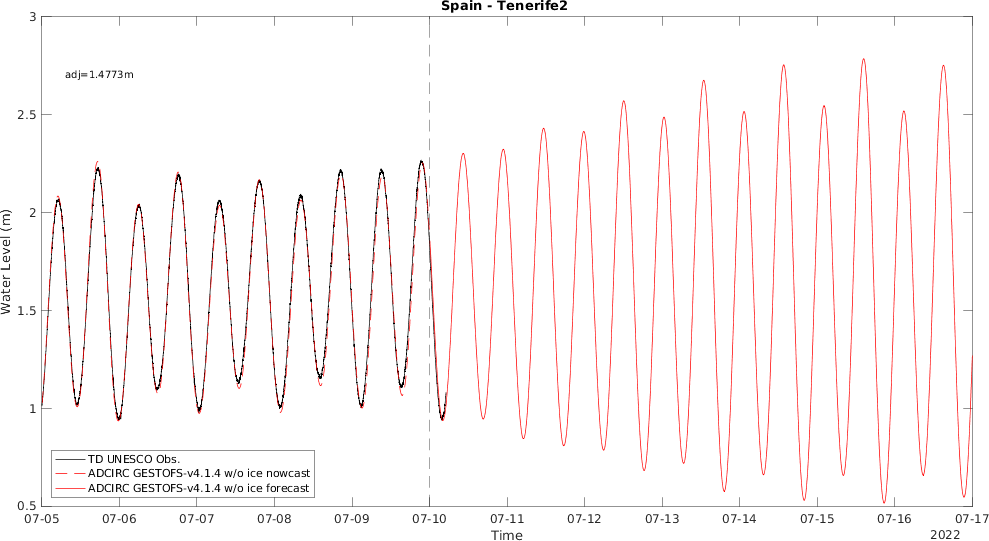 Spain - Tenerife2
adj=1.4773m
3
2.5
2
1.5
1
0.5
Water Level (m)
TD UNESCO Obs.
ADCIRC GESTOFS-v4.1.4 w/o ice nowcast
ADCIRC GESTOFS-v4.1.4 w/o ice forecast
07-05 07-06 07-07 07-08 07-09 07-10 07-11 07-12 07-13 07-14 07-15 07-16 07-17
Time
2022